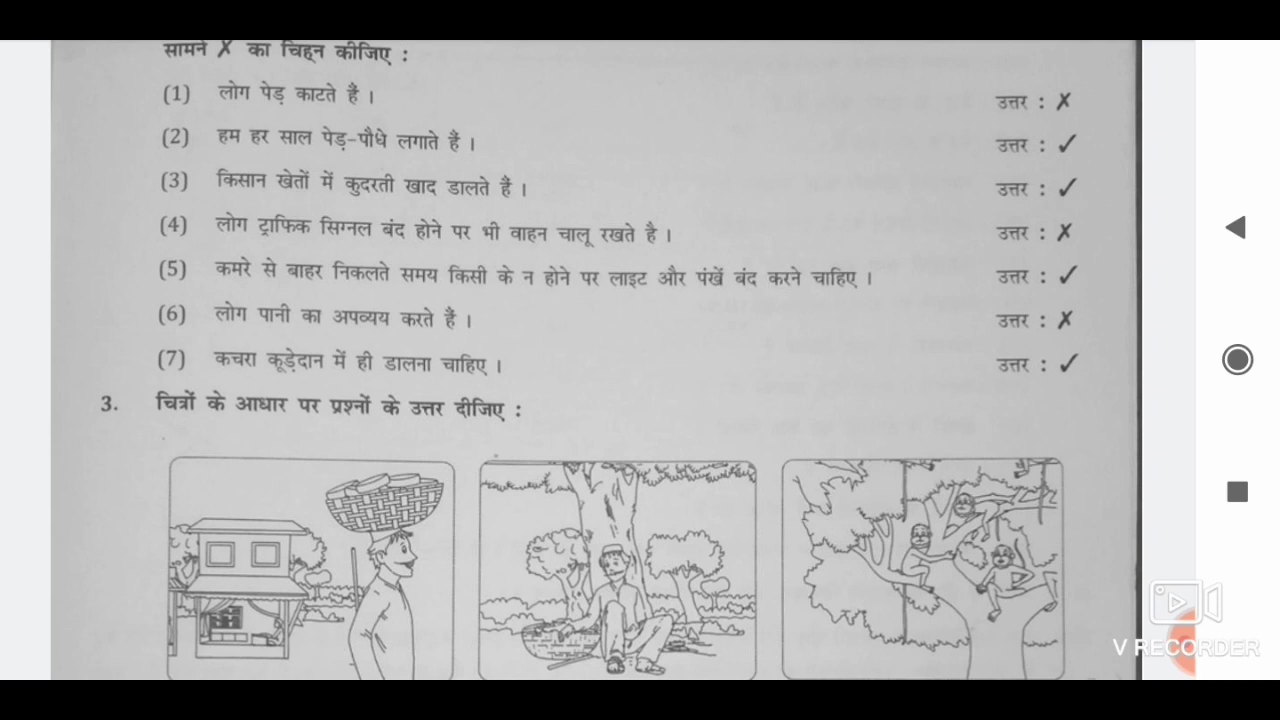 सामने ✗ का चिह्न कीजिए :
(1) लोग पेड़ काटते हैं । उत्तर : ✗
(2) हम हर साल पेड़-पौधे लगाते हैं । उत्तर : ✓
(3) किसान खेतों में कुदरती खाद डालते हैं । उत्तर : ✓
(4) लोग ट्राफिक सिग्नल बंद होने पर भी वाहन चालू रखते है । उत्तर : ✗
(5) कमरे से बाहर निकलते समय किसी के न होने पर लाइट और पंखें बंद करने चाहिए । उत्तर : ✓
(6) लोग पानी का अपव्यय करते हैं । उत्तर : ✗
(7) कचरा कूड़ेदान में ही डालना चाहिए । उत्तर : ✓
3. चित्रों के आधार पर प्रश्नों के उत्तर दीजिए :
V RECORDER